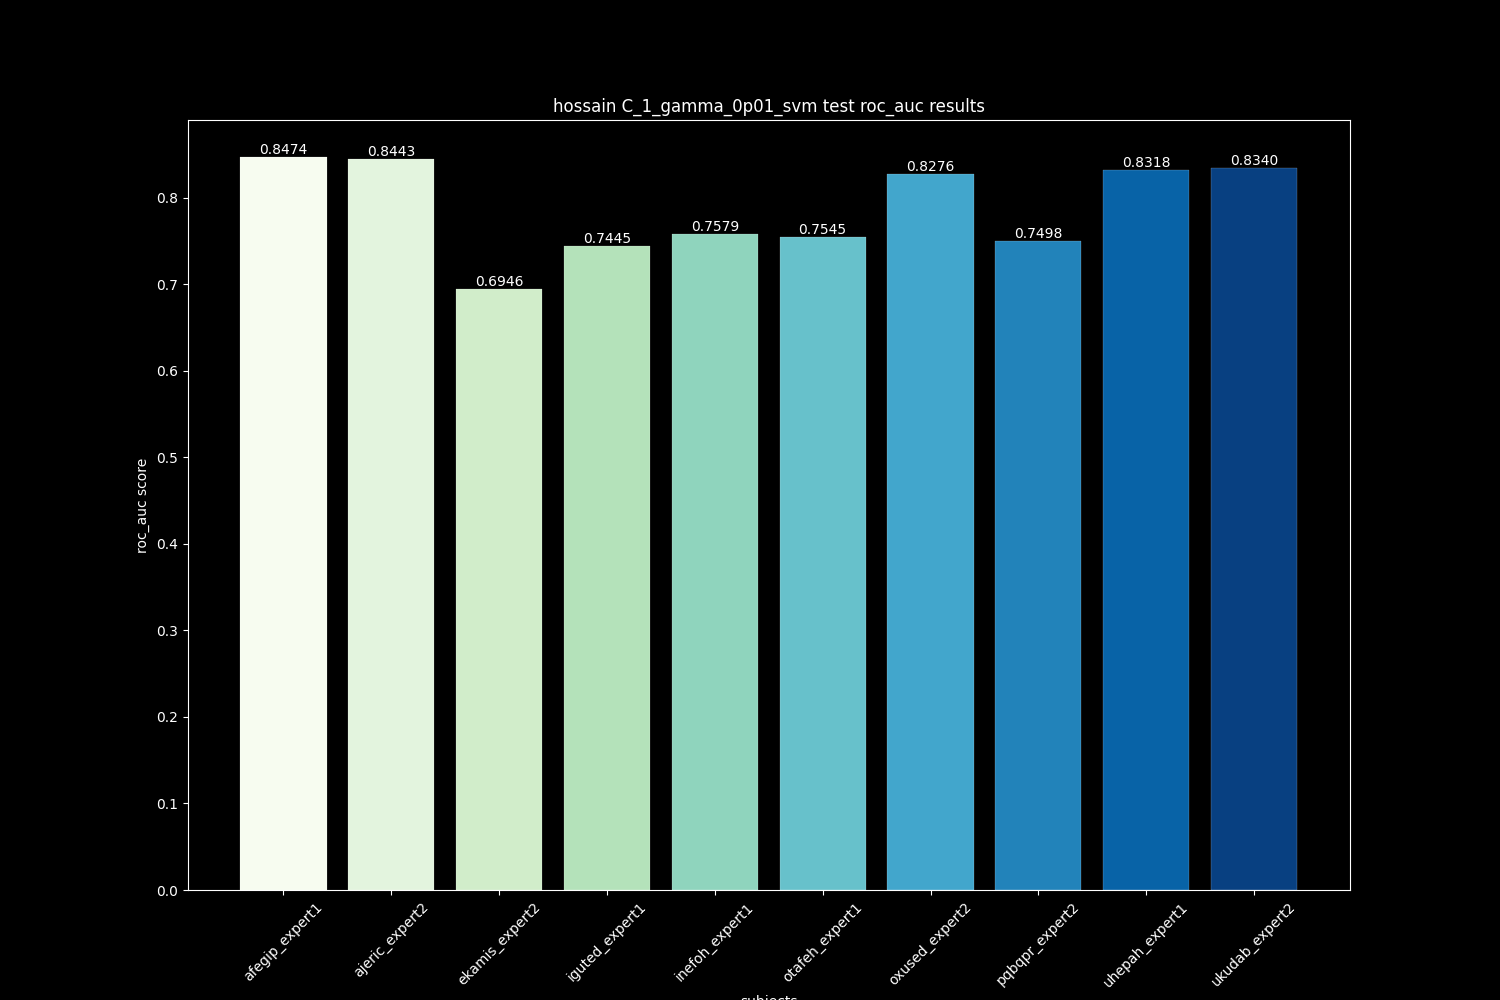 hossain C_1_gamma_0p01_svm test roc_auc results
0.8474
0.8443
0.6946
0.7445
0.7579
0.7545
0.8276
0.7498
0.8318
0.8340
roc_auc score
0.8
0.7
0.6
0.5
0.4
0.3
0.2
0.1
0.0
afegip_expert1
ajeric_expert2
ekamis_expert2
iguted_expert1
inefoh_expert1
otafeh_expert1
oxused_expert2
pqbqpr_expert2
uhepah_expert1
ukudab_expert2
subjects